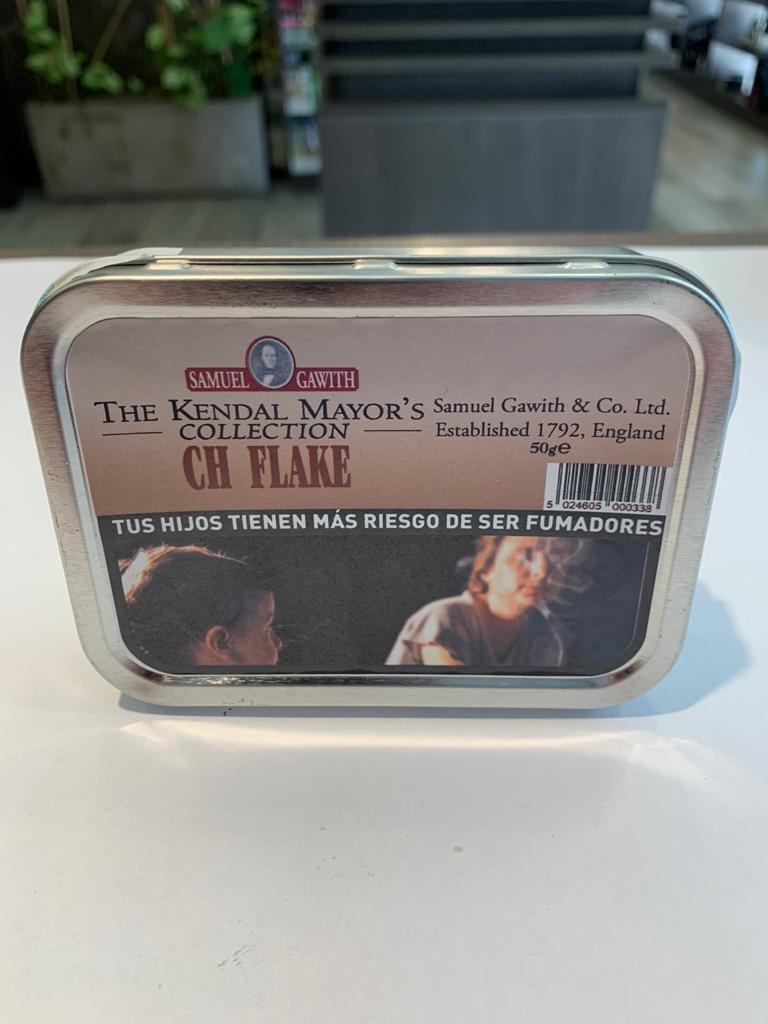 SAMUEL GAWITH
THE KENDAL MAYOR'S
COLLECTION
CH FLAKE
Samuel Gawith & Co. Ltd.
Established 1792, England
50g℮
5 024605 000338
TUS HIJOS TIENEN MÁS RIESGO DE SER FUMADORES